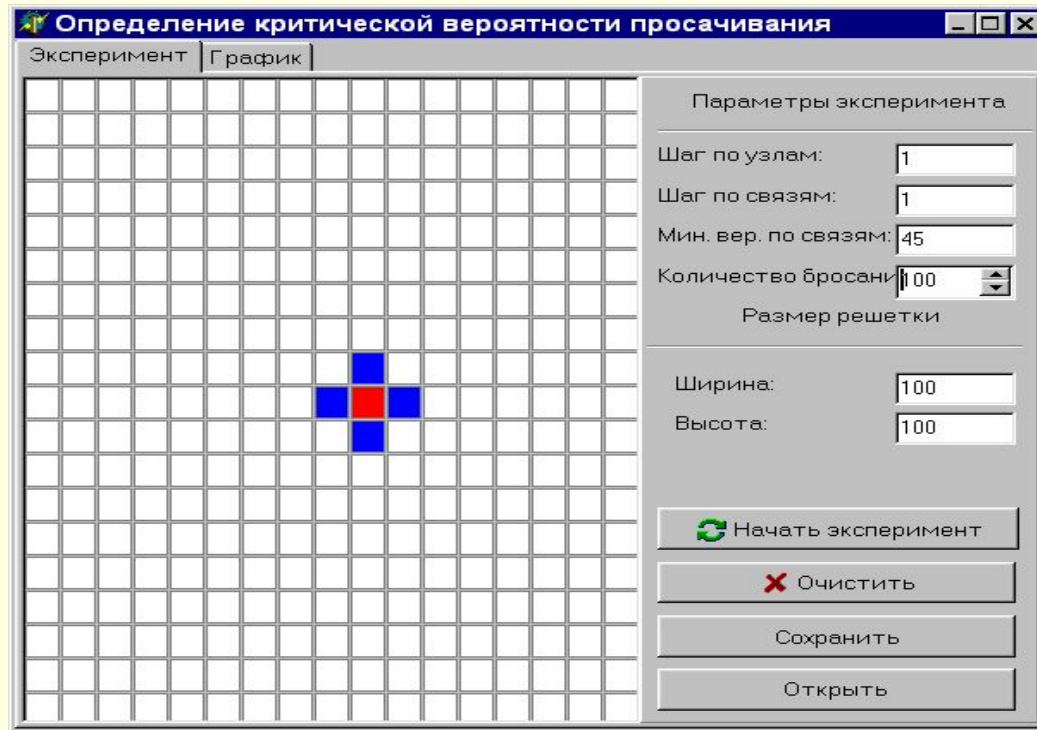 Определение критической вероятности просачивания
Эксперимент График
Параметры эксперимента
Шаг по узлам: 1
Шаг по связям: 1
Мин. вер. по связям: 45
Количество бросани 100
Размер решетки
Ширина: 100
Высота: 100
Начать эксперимент
Очистить
Сохранить
Открыть